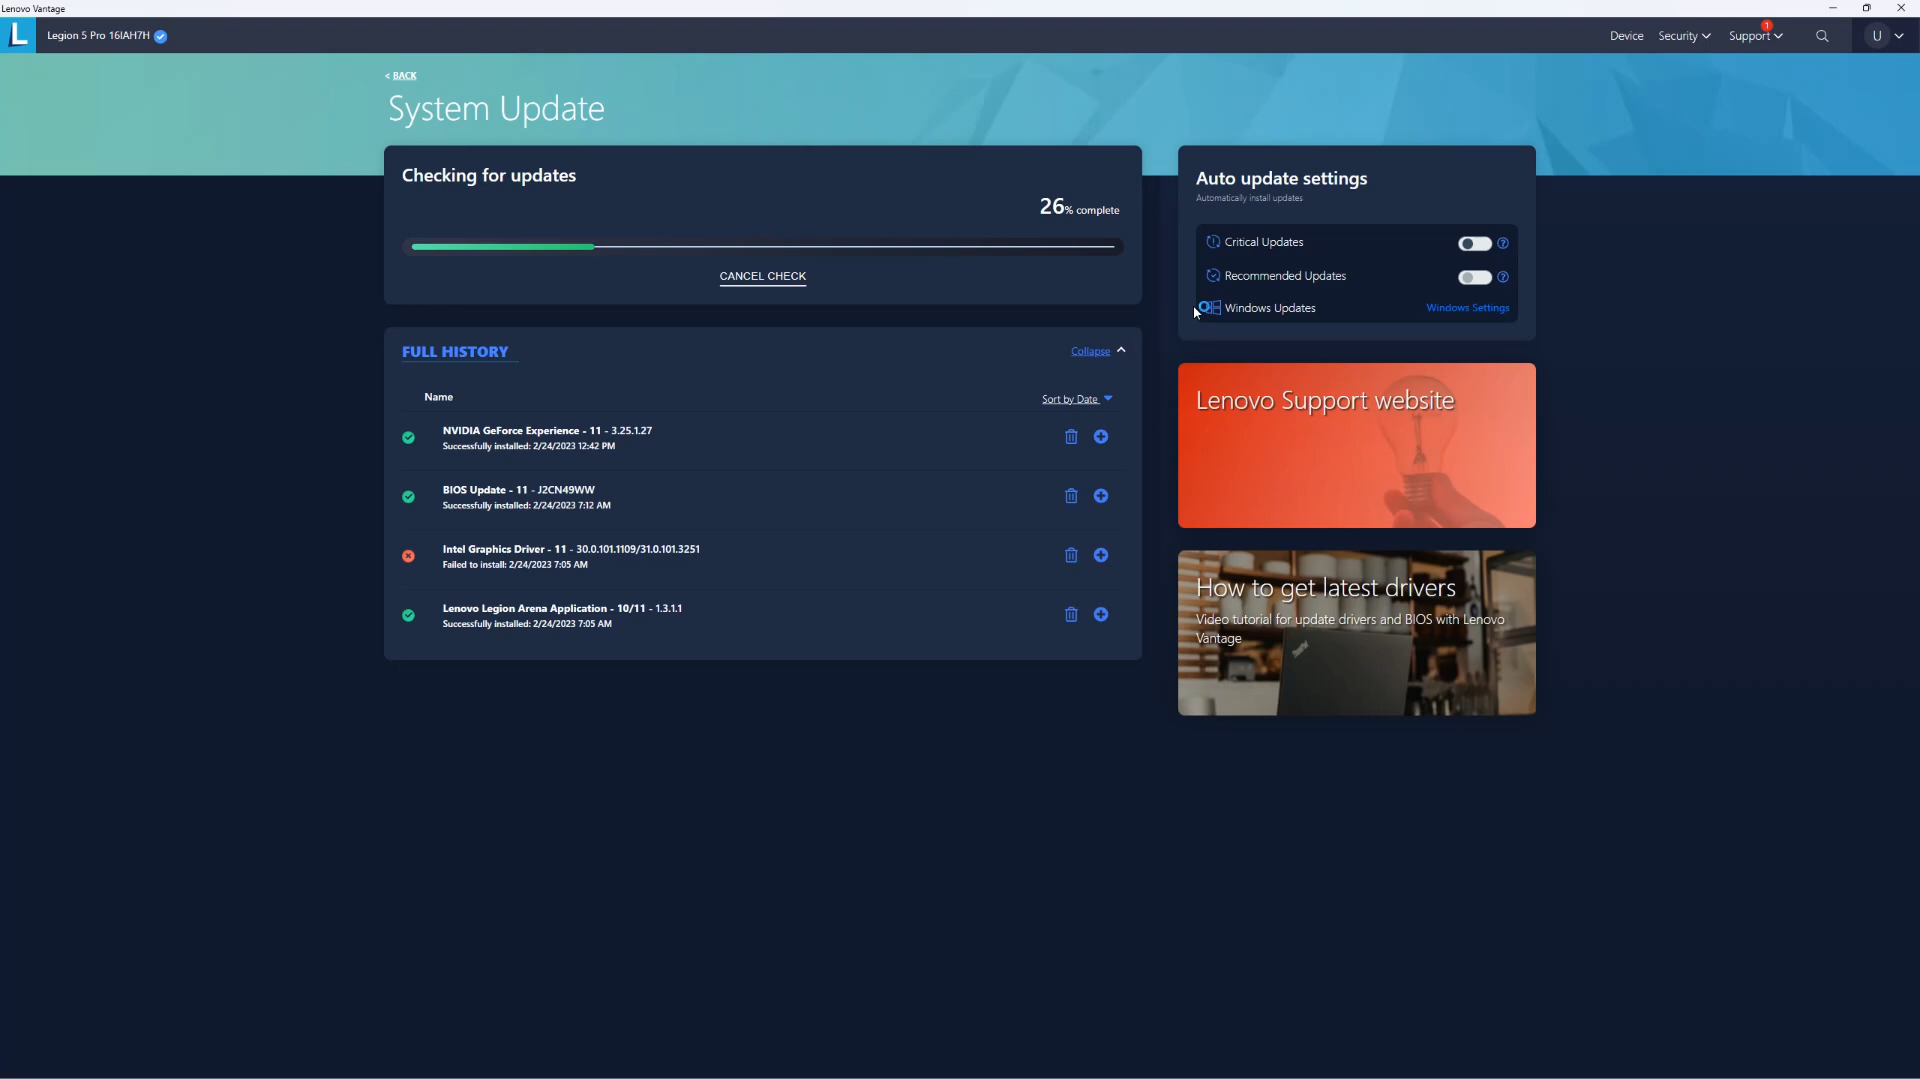 Lenovo Vantage
L Legion 5 Pro 16IAH7H
Device Security Support 1 U
< BACK
System Update
Checking for updates
26% complete
CANCEL CHECK
Auto update settings
Automatically install updates
Critical Updates
Recommended Updates
Windows Updates Windows Settings
FULL HISTORY Collapse
Name Sort by Date
NVIDIA GeForce Experience - 11 - 3.25.1.27
Successfully installed: 2/24/2023 12:42 PM
BIOS Update - 11 - J2CN49WW
Successfully installed: 2/24/2023 7:12 AM
Intel Graphics Driver - 11 - 30.0.101.1109/31.0.101.3251
Failed to install: 2/24/2023 7:05 AM
Lenovo Legion Arena Application - 10/11 - 1.3.1.1
Successfully installed: 2/24/2023 7:05 AM
Lenovo Support website
How to get latest drivers
Video tutorial for update drivers and BIOS with Lenovo
Vantage
ThinkPad